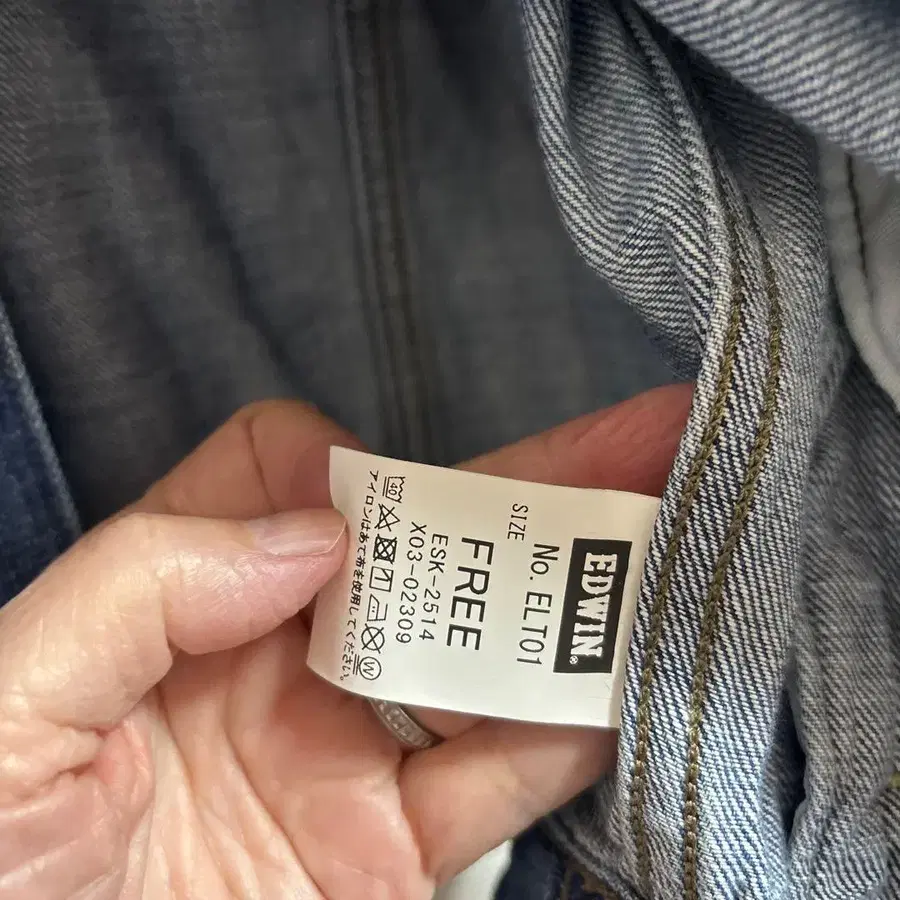 EDWIN®
No. ELT01
SIZE
FREE
ESK-2514
X03-02309
40 W
アイロンはあて布を使用してください。